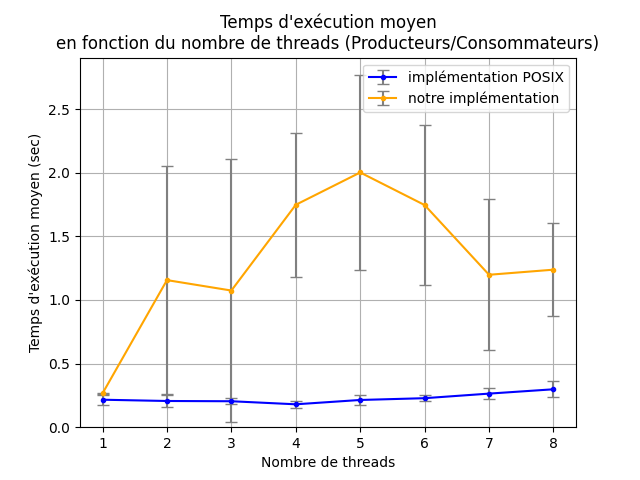 Temps d'exécution moyen
en fonction du nombre de threads (Producteurs/Consommateurs)
implémentation POSIX
notre implémentation
Temps d'exécution moyen (sec)
2.5
2.0
1.5
1.0
0.5
0.0
1 2 3 4 5 6 7 8
Nombre de threads